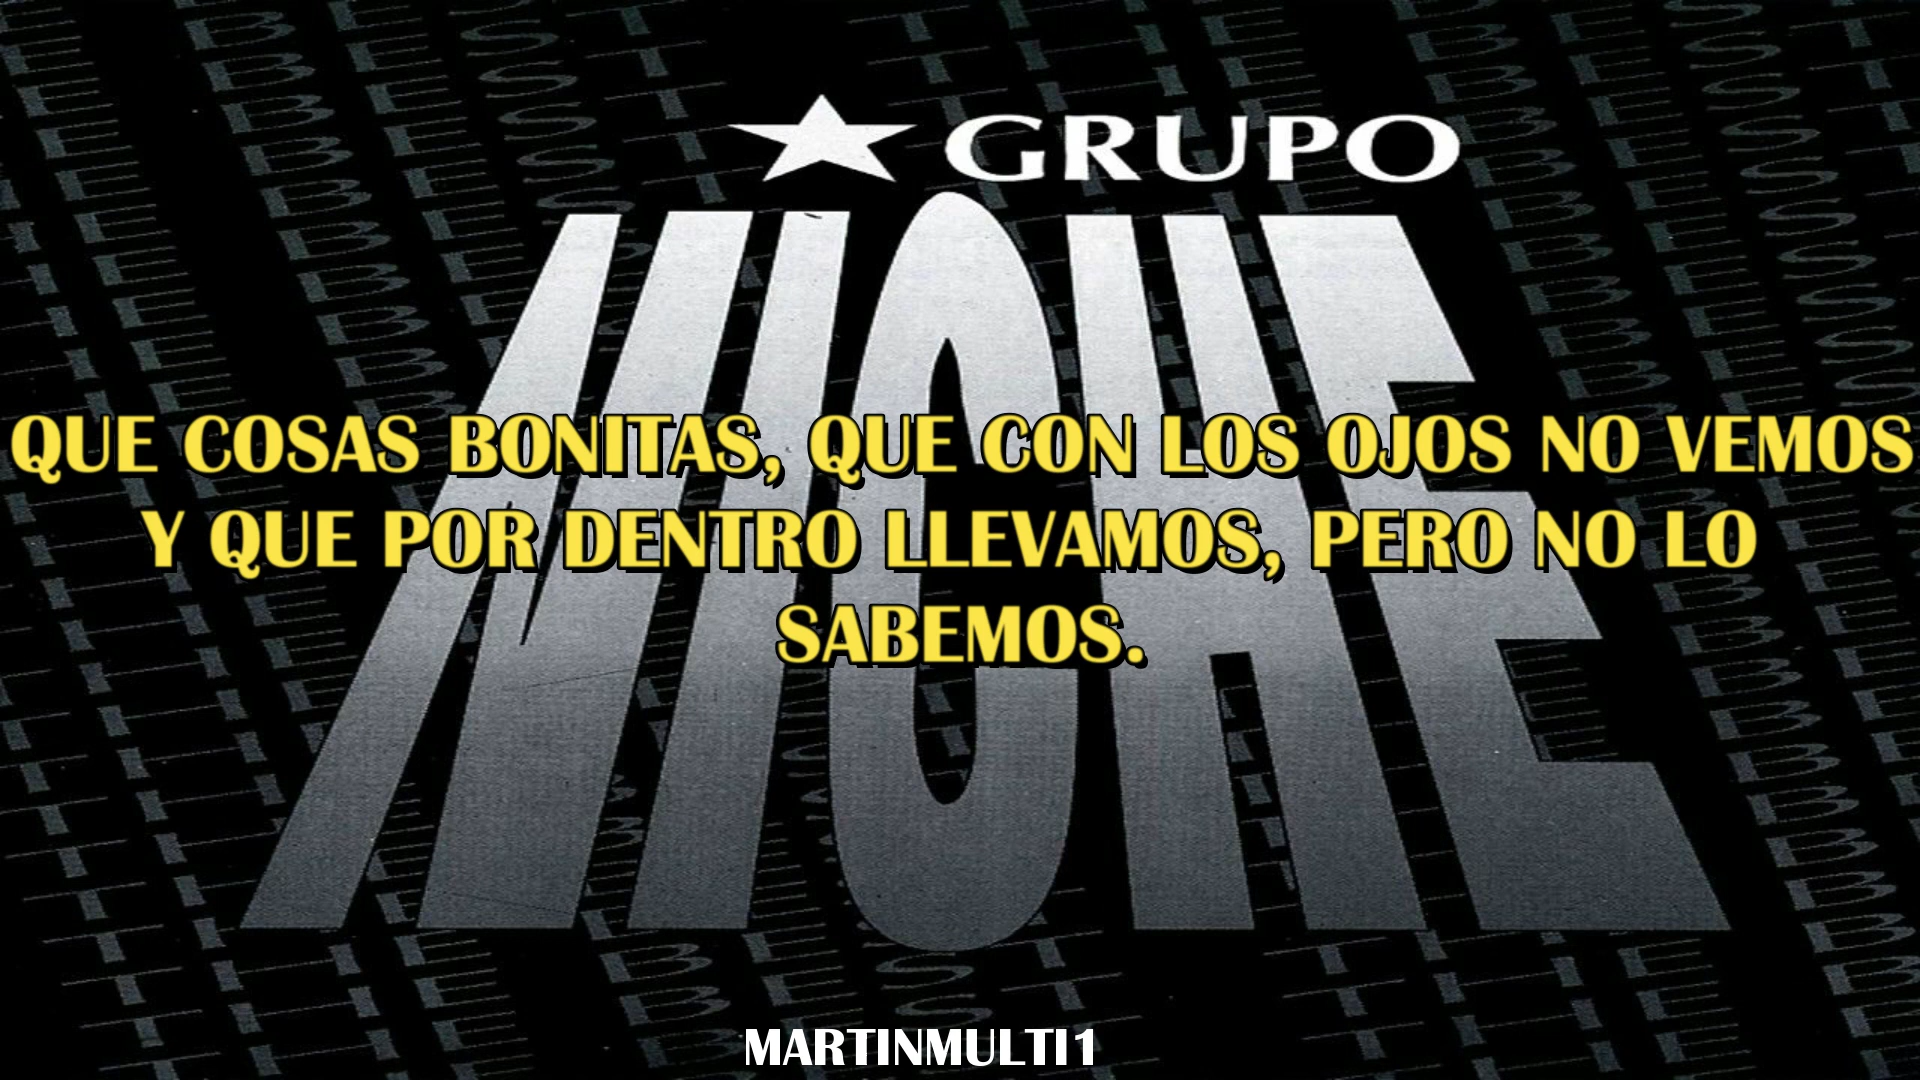 ★ GRUPO
NICHE
QUE COSAS BONITAS, QUE CON LOS OJOS NO VEMOS
Y QUE POR DENTRO LLEVAMOS, PERO NO LO
SABEMOS.
MARTINMULTI1